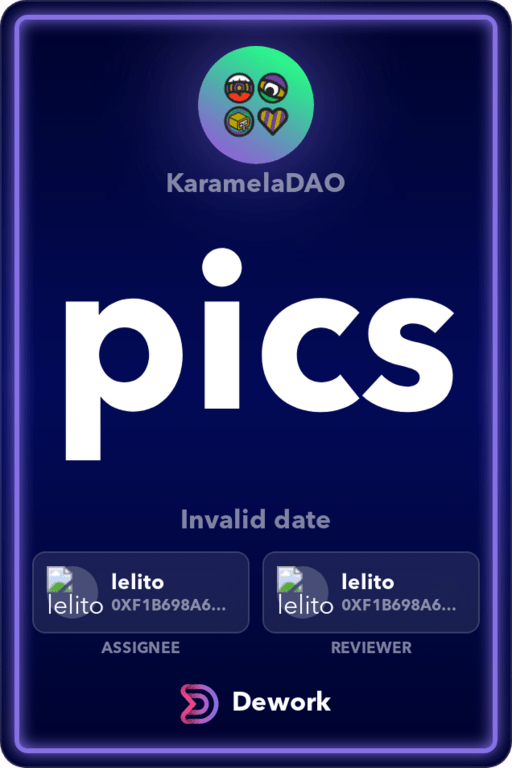 KaramelaDAO
pics
Invalid date
lelito
lelito
0XF1B698A6...
lelito
lelito
0XF1B698A6...
ASSIGNEE
REVIEWER
Dework